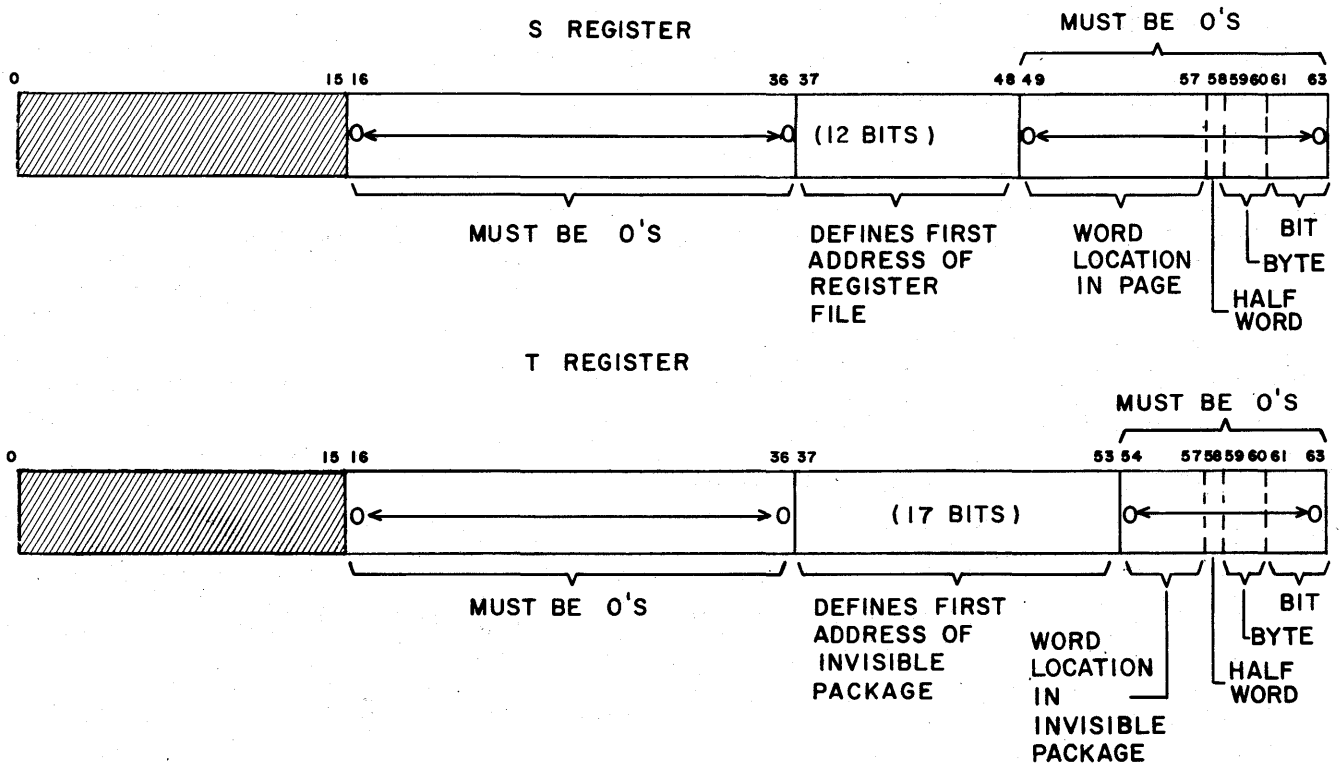 S REGISTER
MUST BE O'S
0 15 16 36 37 48 49 57 58 59 60 61 63
O O (12 BITS) O O
MUST BE O'S
DEFINES FIRST
ADDRESS OF
REGISTER
FILE
WORD
LOCATION
IN PAGE
BIT
BYTE
HALF
WORD
T REGISTER
MUST BE O'S
0 15 16 36 37 53 54 57 58 59 60 61 63
O O (17 BITS) O O
MUST BE O'S
DEFINES FIRST
ADDRESS OF
INVISIBLE
PACKAGE
WORD
LOCATION
IN
INVISIBLE
PACKAGE
BIT
BYTE
HALF
WORD